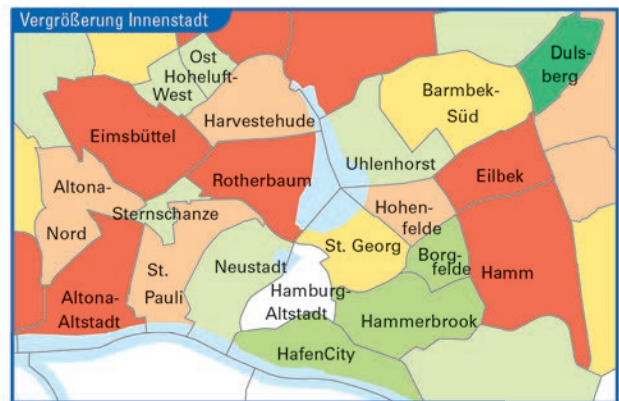 Vergrößerung Innenstadt
Ost
Hoheluft-
West
Duls-
berg
Barmbek-
Süd
Eimsbüttel
Harvestehude
Uhlenhorst
Eilbek
Rotherbaum
Altona-
Nord
Sternschanze
Hohen-
felde
St. Georg
Borg-
felde
Hamm
St.
Pauli
Neustadt
Hamburg-
Altstadt
Altona-
Altstadt
Hammerbrook
HafenCity